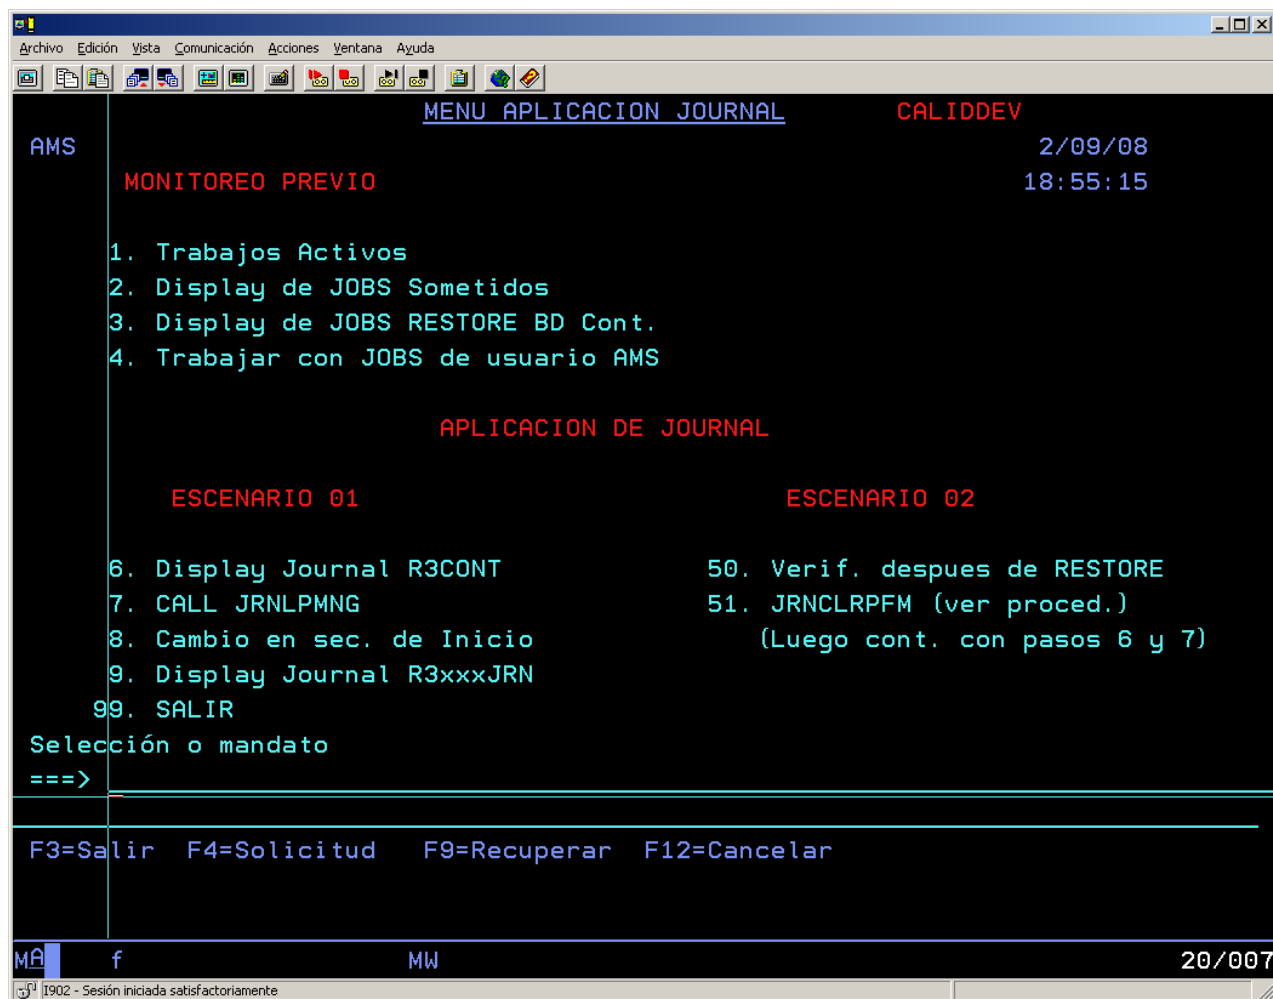 Archivo Edición Vista Comunicación Acciones Ventana Ayuda
MENU APLICACION JOURNAL CALIDDEV
AMS 2/09/08
MONITOREO PREVIO 18:55:15
1. Trabajos Activos
2. Display de JOBS Sometidos
3. Display de JOBS RESTORE BD Cont.
4. Trabajar con JOBS de usuario AMS
APLICACION DE JOURNAL
ESCENARIO 01 ESCENARIO 02
6. Display Journal R3CONT 50. Verif. despues de RESTORE
7. CALL JRNLPMNG 51. JRNCLRPFM (ver proced.)
8. Cambio en sec. de Inicio (Luego cont. con pasos 6 y 7)
9. Display Journal R3xxxJRN
99. SALIR
Selección o mandato
===>
F3=Salir F4=Solicitud F9=Recuperar F12=Cancelar
MA f MW 20/007
I902 - Sesión iniciada satisfactoriamente